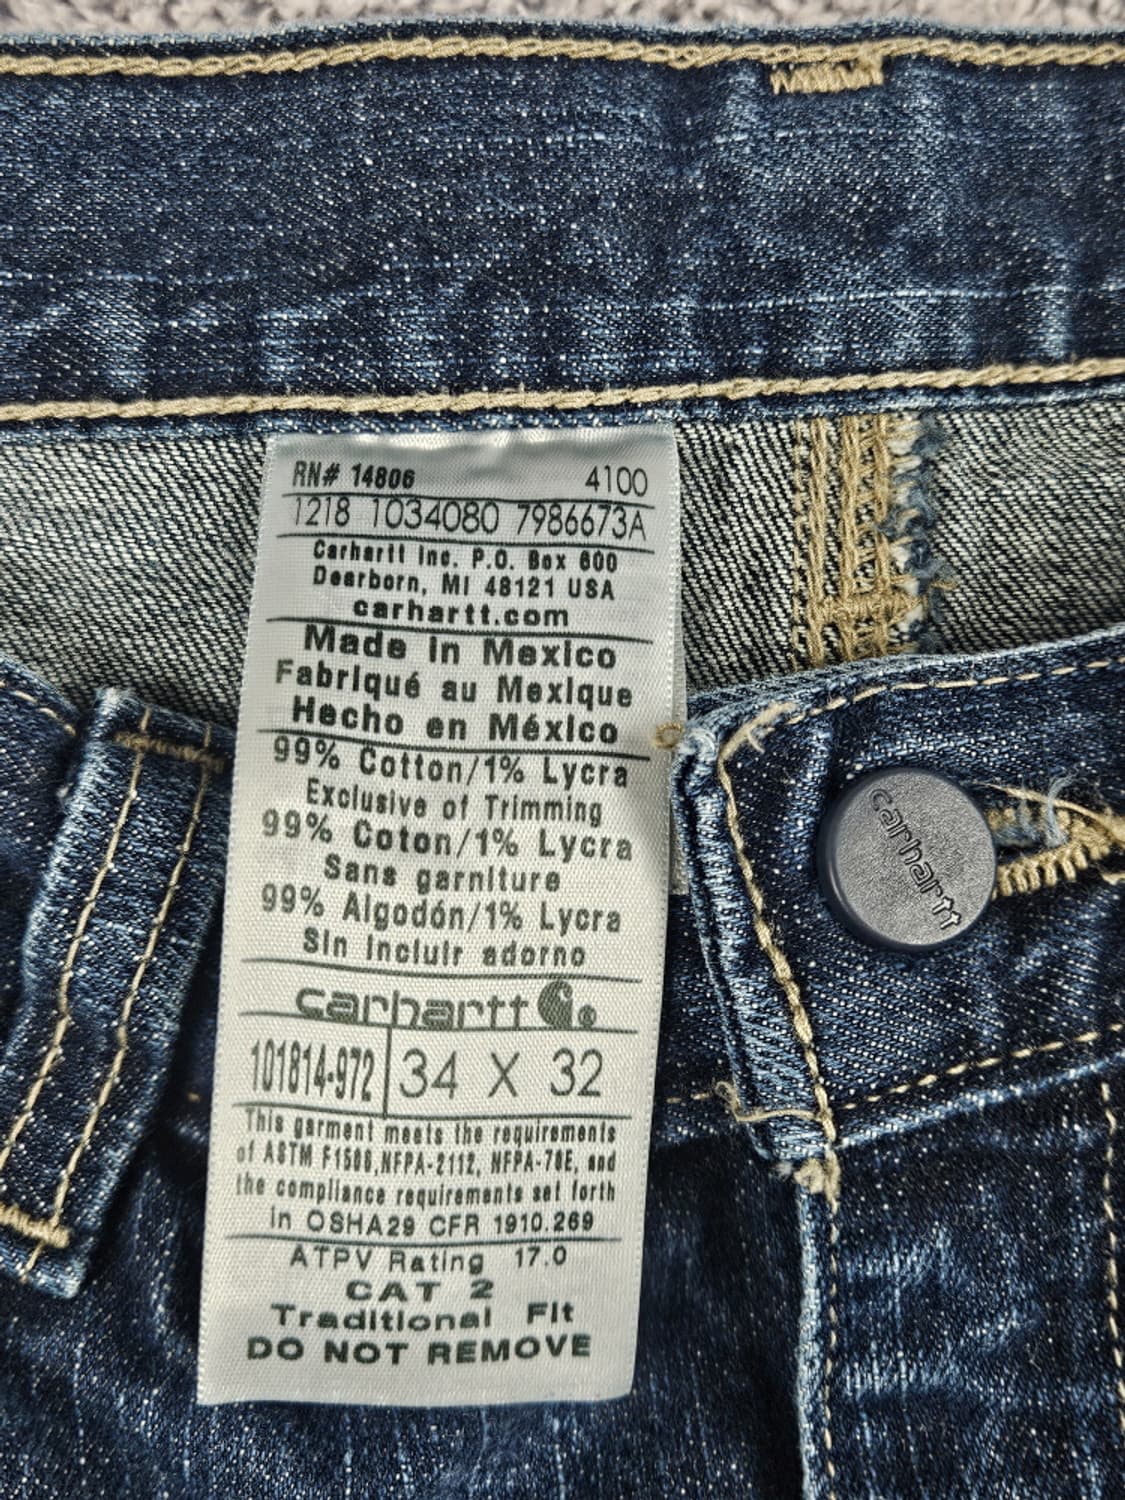 RN# 14806 4100
1218 1034080 7986673A
Carhartt Inc. P.O. Box 600
Dearborn, MI 48121 USA
carhartt.com
Made in Mexico
Fabriqué au Mexique
Hecho en México
99% Cotton/1% Lycra
Exclusive of Trimming
99% Coton/1% Lycra
Sans garniture
99% Algodón/1% Lycra
Sin incluir adorno
carhartt ®
101814-972 34 X 32
This garment meets the requirements
of ASTM F1506,NFPA-2112, NFPA-70E, and
the compliance requirements set forth
in OSHA29 CFR 1910.269
ATPV Rating 17.0
CAT 2
Traditional Fit
DO NOT REMOVE
carhartt